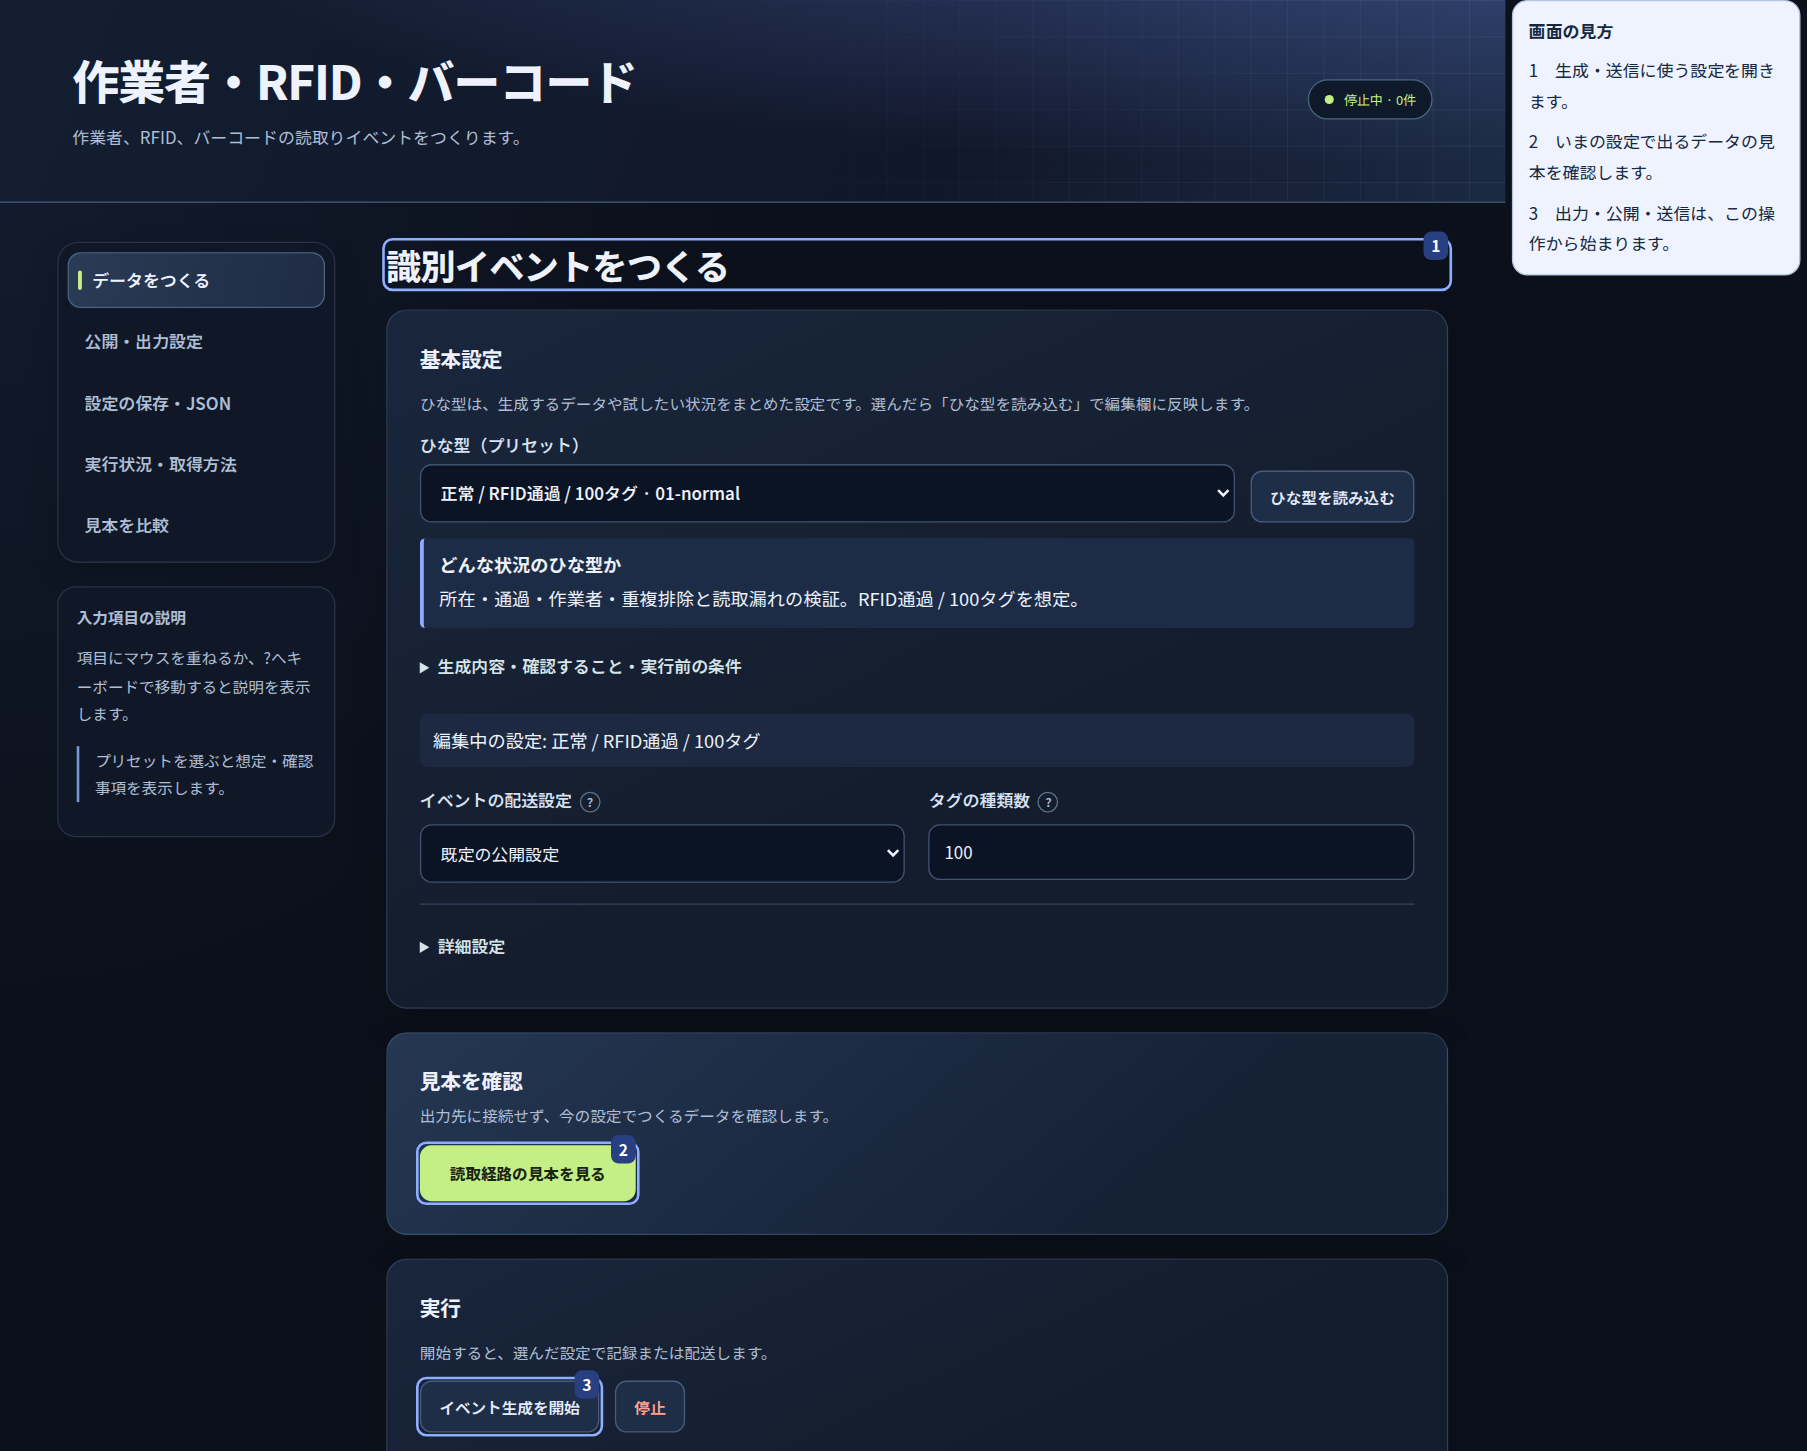 作業者・RFID・バーコード
作業者、RFID、バーコードの読取りイベントをつくります。
停止中 · 0件
画面の見方
1　生成・送信に使う設定を開き
ます。
2　いまの設定で出るデータの見
本を確認します。
3　出力・公開・送信は、この操
作から始まります。
データをつくる
公開・出力設定
設定の保存・JSON
実行状況・取得方法
見本を比較
入力項目の説明
項目にマウスを重ねるか、?へキ
ーボードで移動すると説明を表示
します。
プリセットを選ぶと想定・確認
事項を表示します。
識別イベントをつくる
1
基本設定
ひな型は、生成するデータや試したい状況をまとめた設定です。選んだら「ひな型を読み込む」で編集欄に反映します。
ひな型（プリセット）
正常 / RFID通過 / 100タグ · 01-normal
ひな型を読み込む
どんな状況のひな型か
所在・通過・作業者・重複排除と読取漏れの検証。RFID通過 / 100タグを想定。
▶ 生成内容・確認すること・実行前の条件
編集中の設定: 正常 / RFID通過 / 100タグ
イベントの配送設定 ?
タグの種類数 ?
既定の公開設定
100
▶ 詳細設定
見本を確認
出力先に接続せず、今の設定でつくるデータを確認します。
2
読取経路の見本を見る
実行
開始すると、選んだ設定で記録または配送します。
3
イベント生成を開始
停止